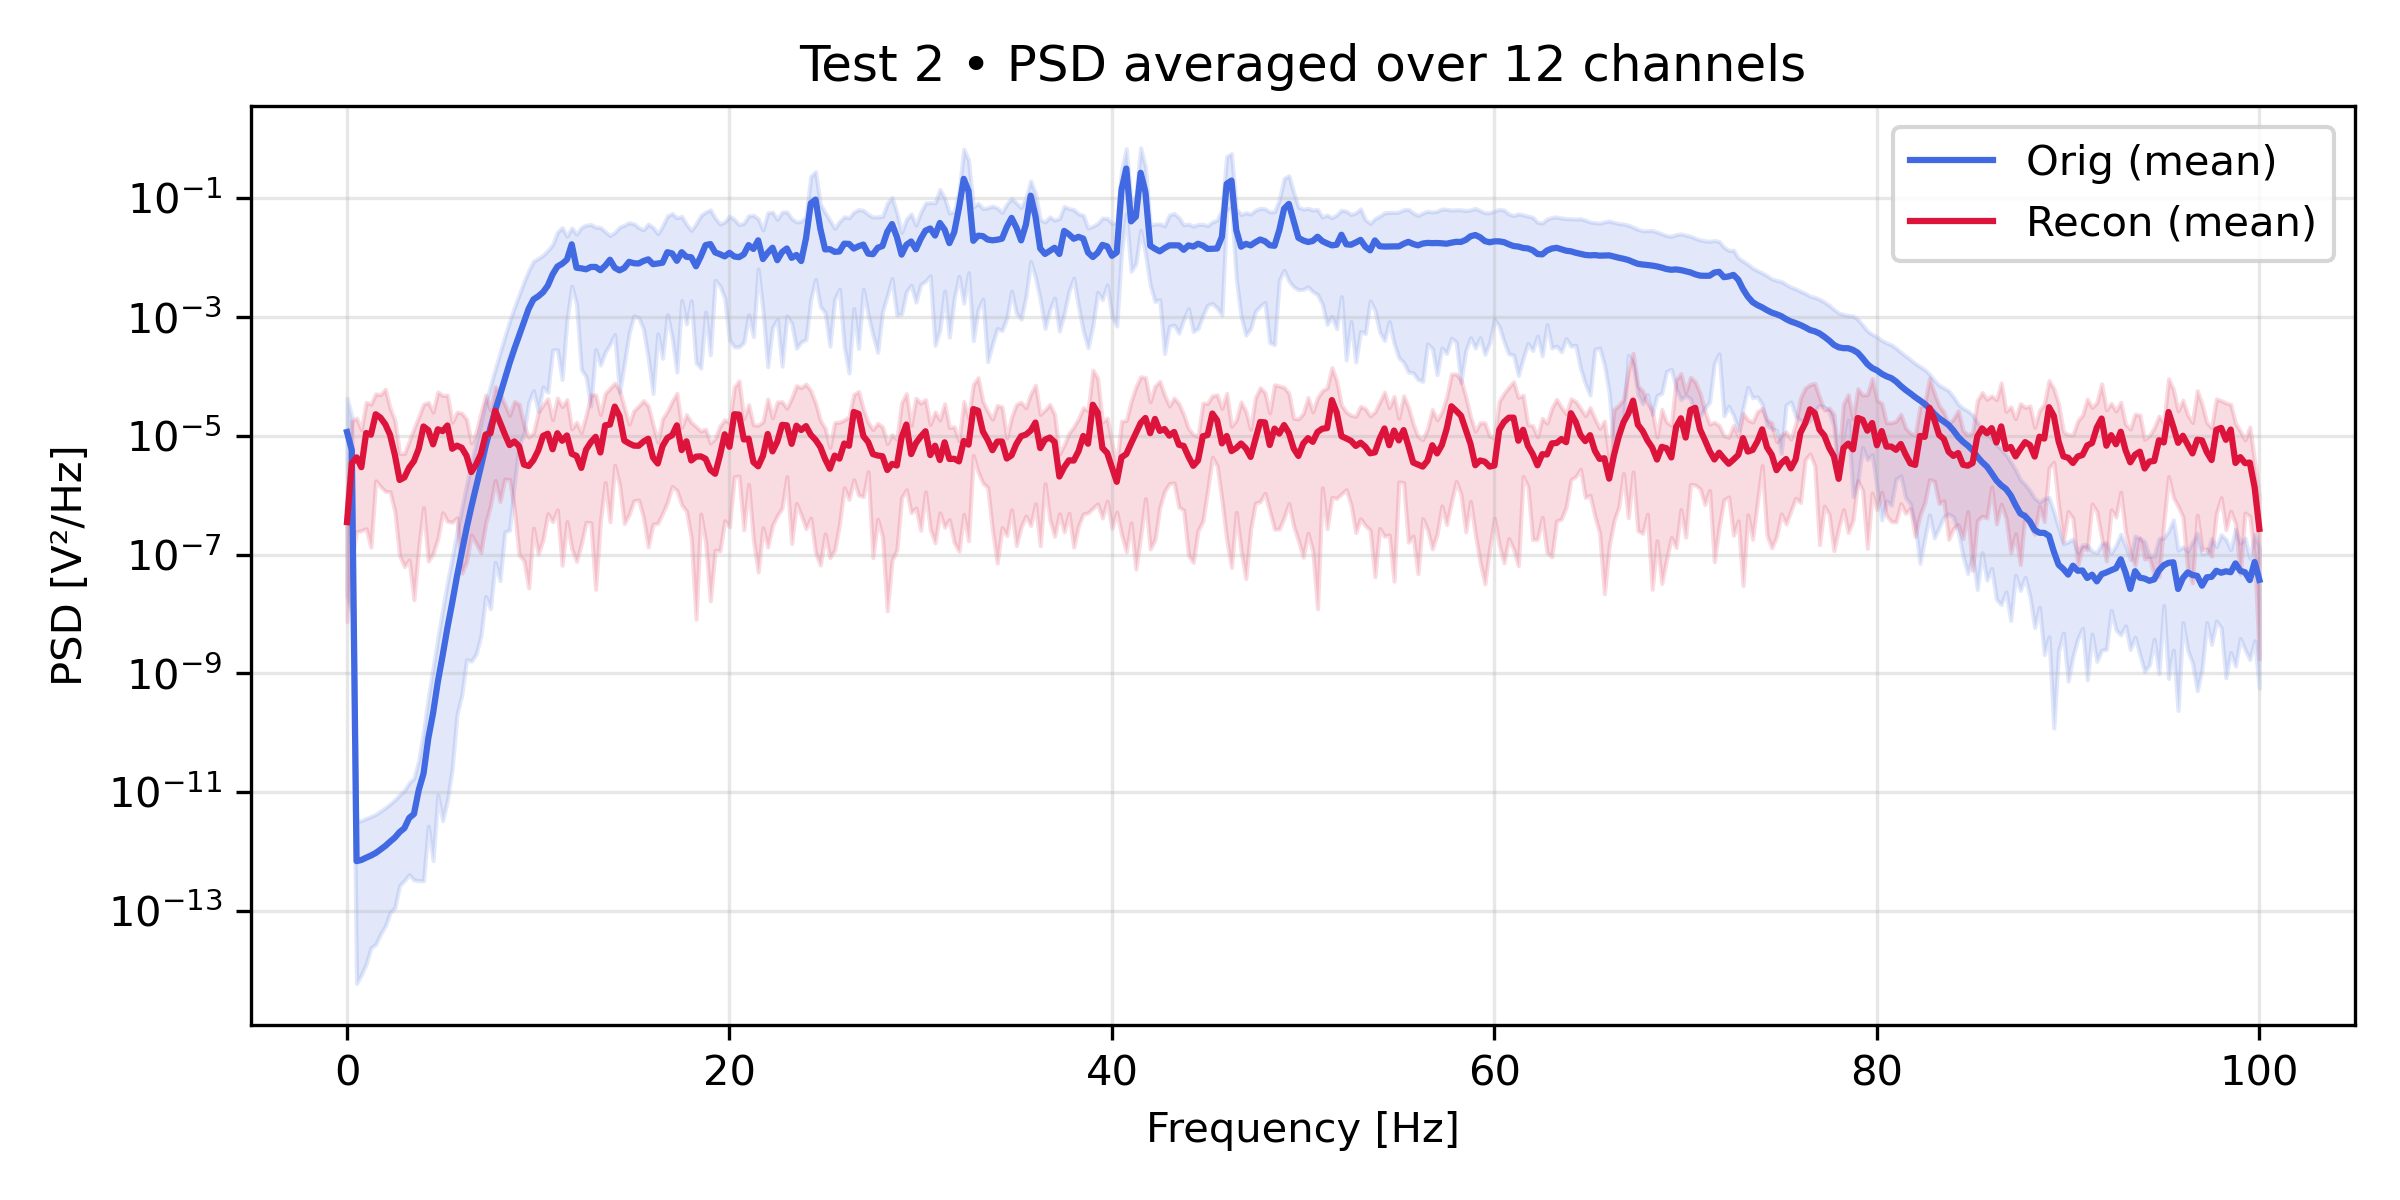 Test 2 • PSD averaged over 12 channels
Orig (mean)
Recon (mean)
PSD [V²/Hz]
10⁻¹
10⁻³
10⁻⁵
10⁻⁷
10⁻⁹
10⁻¹¹
10⁻¹³
0 20 40 60 80 100
Frequency [Hz]